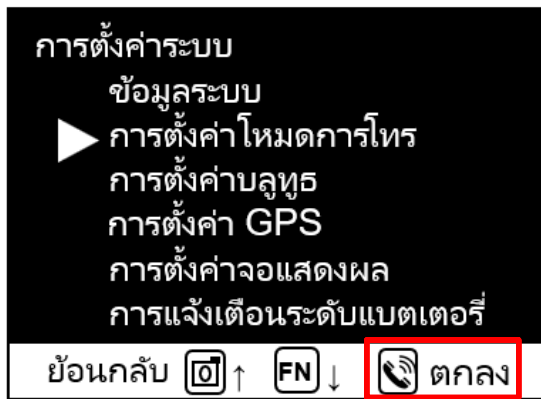 การตั้งค่าระบบ
ข้อมูลระบบ
การตั้งค่าโหมดการโทร
การตั้งค่าบลูทูธ
การตั้งค่า GPS
การตั้งค่าจอแสดงผล
การแจ้งเตือนระดับแบตเตอรี่
ย้อนกลับ ↑ FN ↓ ตกลง